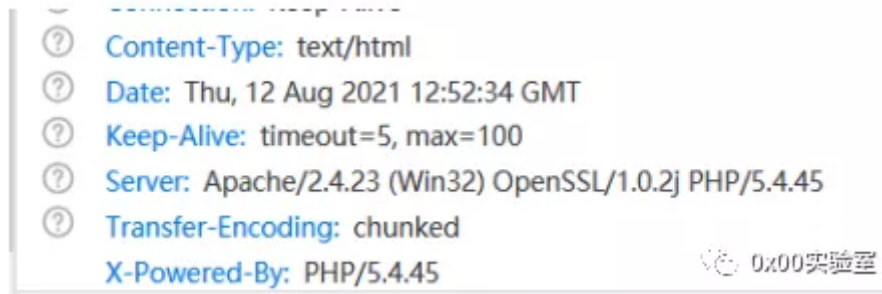 Content-Type: text/html
Date: Thu, 12 Aug 2021 12:52:34 GMT
Keep-Alive: timeout=5, max=100
Server: Apache/2.4.23 (Win32) OpenSSL/1.0.2j PHP/5.4.45
Transfer-Encoding: chunked
X-Powered-By: PHP/5.4.45
0x00实验室